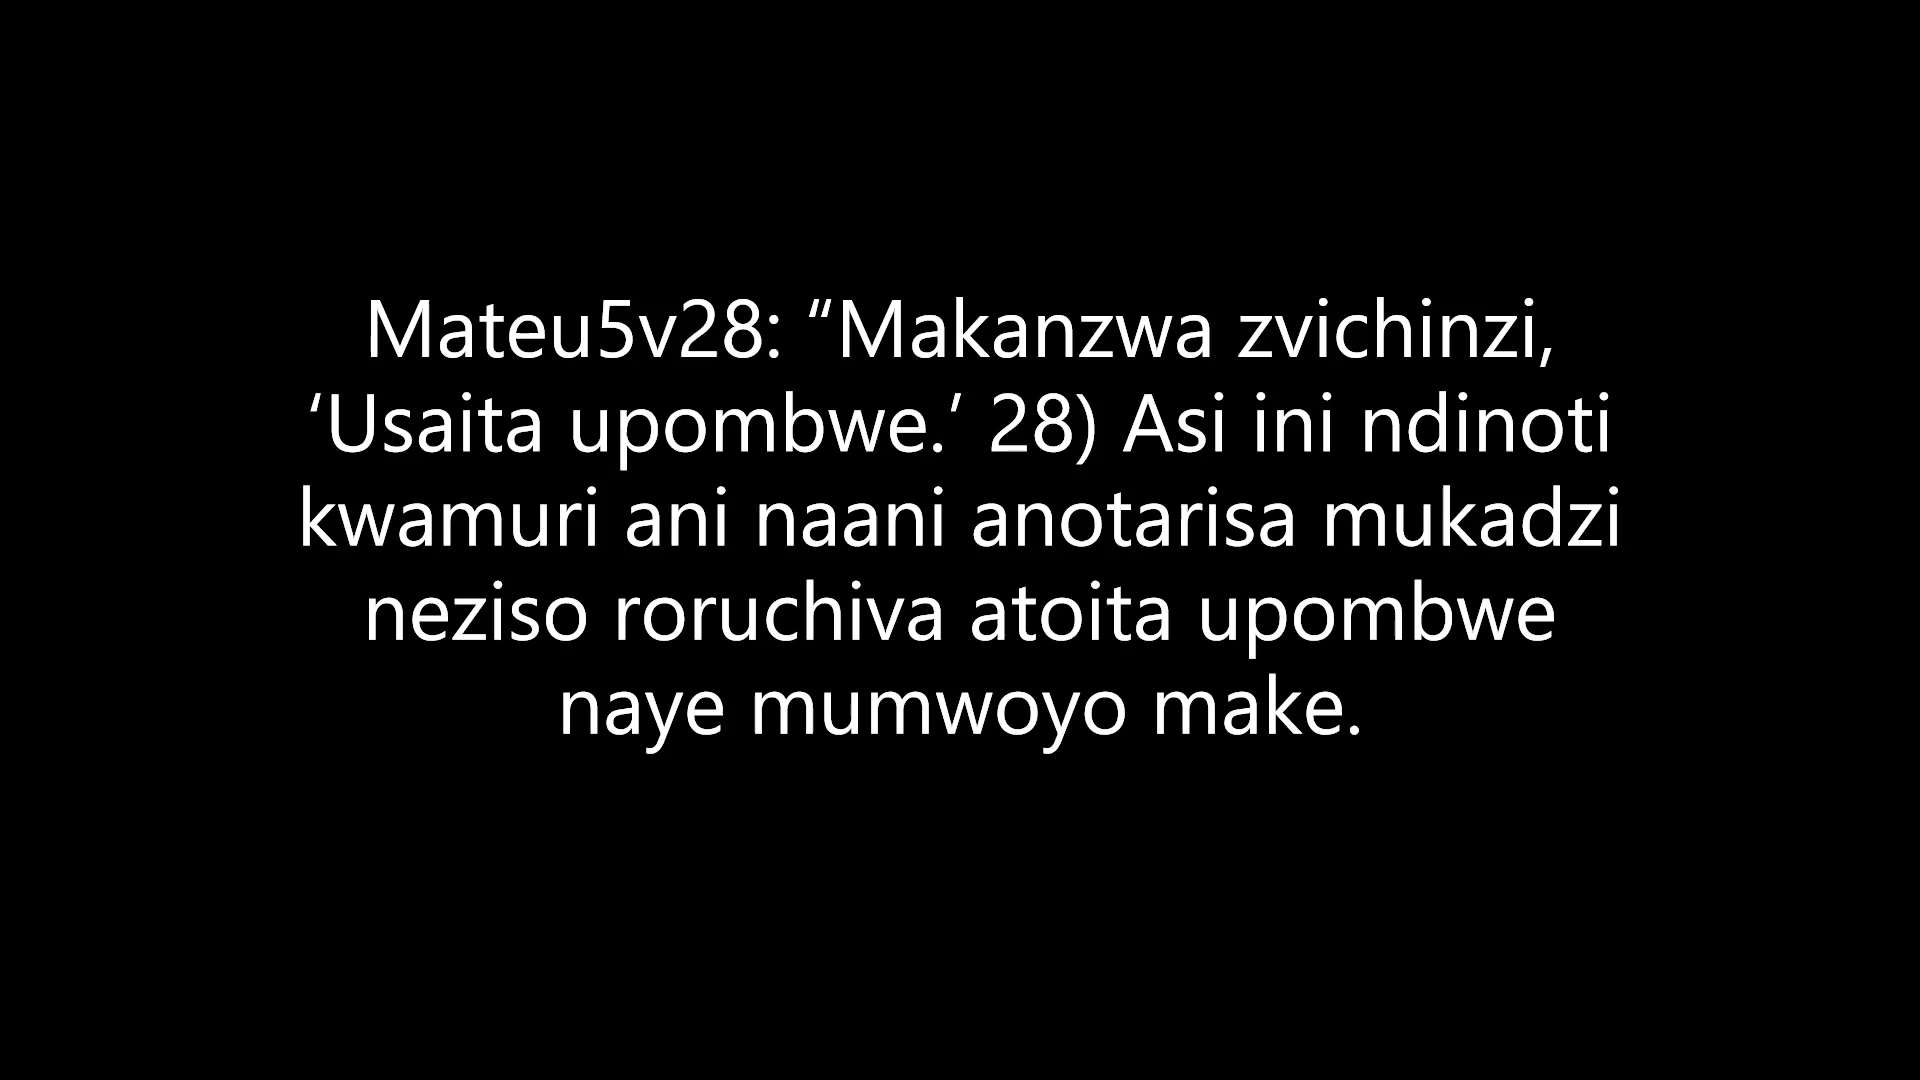 Mateu5v28: “Makanzwa zvichinzi,
‘Usaita upombwe.’ 28) Asi ini ndinoti
kwamuri ani naani anotarisa mukadzi
neziso roruchiva atoita upombwe
naye mumwoyo make.